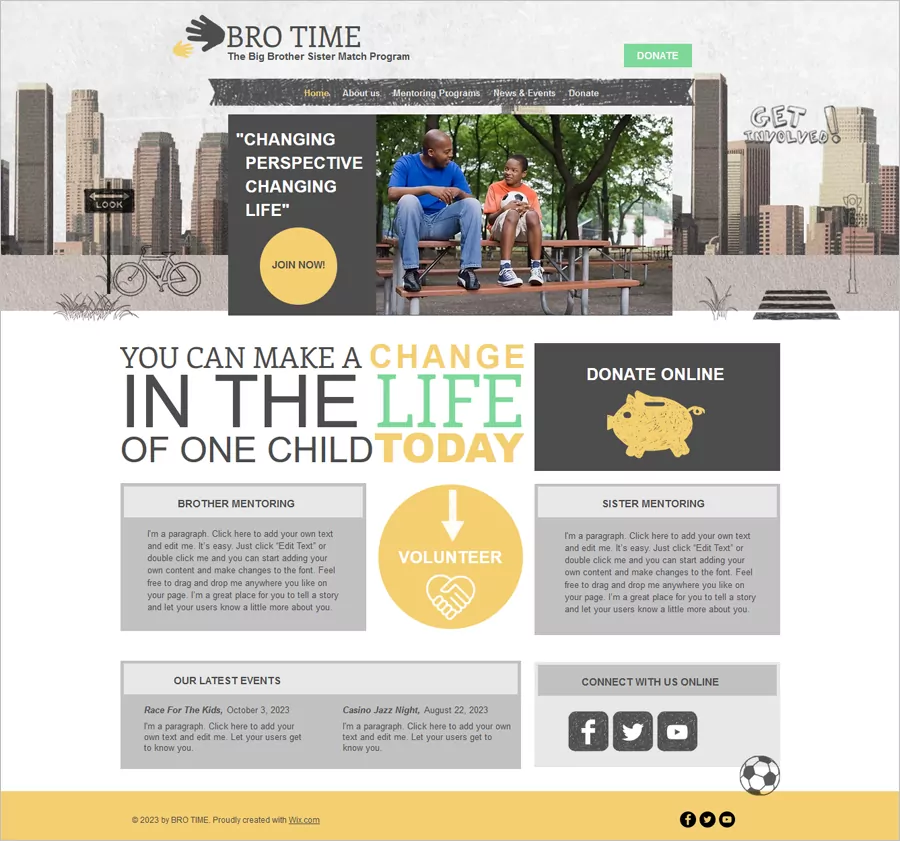 BRO TIME
The Big Brother Sister Match Program
DONATE
Home About us Mentoring Programs News & Events Donate
GET
INVOLVED!
LOOK
"CHANGING
PERSPECTIVE
CHANGING
LIFE"
JOIN NOW!
YOU CAN MAKE A CHANGE
IN THE LIFE
OF ONE CHILD TODAY
DONATE ONLINE
BROTHER MENTORING
I'm a paragraph. Click here to add your own text
and edit me. It's easy. Just click “Edit Text” or
double click me and you can start adding your
own content and make changes to the font. Feel
free to drag and drop me anywhere you like on
your page. I'm a great place for you to tell a story
and let your users know a little more about you.
VOLUNTEER
SISTER MENTORING
I'm a paragraph. Click here to add your own text
and edit me. It's easy. Just click “Edit Text” or
double click me and you can start adding your
own content and make changes to the font. Feel
free to drag and drop me anywhere you like on
your page. I'm a great place for you to tell a story
and let your users know a little more about you.
OUR LATEST EVENTS
Race For The Kids, October 3, 2023
I'm a paragraph. Click here to add your
own text and edit me. Let your users get
to know you.
Casino Jazz Night, August 22, 2023
I'm a paragraph. Click here to add your own
text and edit me. Let your users get to
know you.
CONNECT WITH US ONLINE
© 2023 by BRO TIME. Proudly created with Wix.com